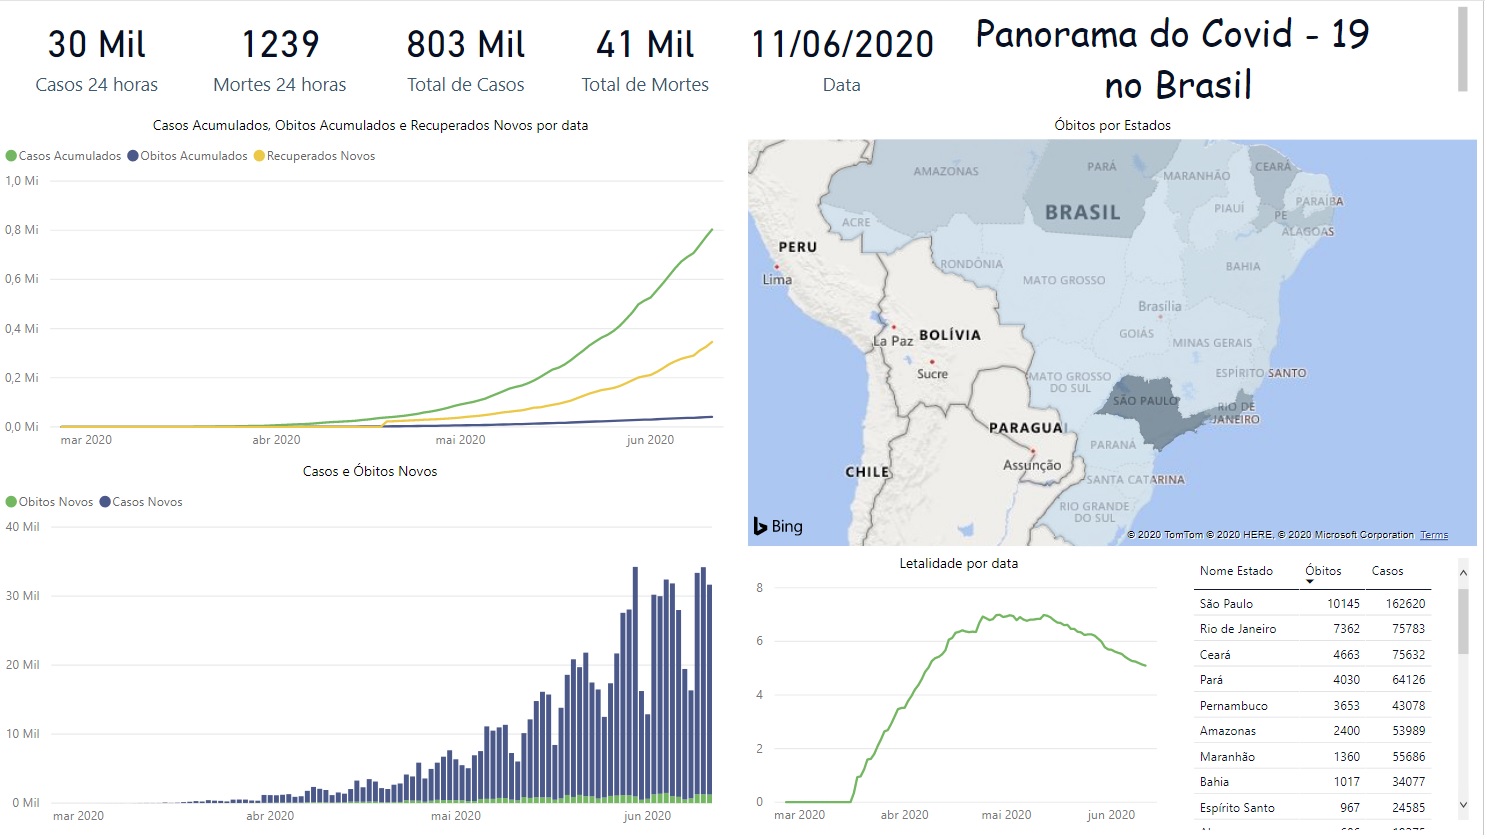 30 Mil
Casos 24 horas
1239
Mortes 24 horas
803 Mil
Total de Casos
41 Mil
Total de Mortes
11/06/2020
Data
Panorama do Covid - 19
no Brasil
Casos Acumulados, Obitos Acumulados e Recuperados Novos por data
Casos Acumulados Obitos Acumulados Recuperados Novos
1,0 Mi
0,8 Mi
0,6 Mi
0,4 Mi
0,2 Mi
0,0 Mi
mar 2020 abr 2020 mai 2020 jun 2020
Casos e Óbitos Novos
Obitos Novos Casos Novos
40 Mil
30 Mil
20 Mil
10 Mil
0 Mil
mar 2020 abr 2020 mai 2020 jun 2020
Óbitos por Estados
AMAZONAS
PARÁ
MARANHÃO
CEARÁ
PARAÍBA
PIAUÍ
PE
ALAGOAS
BRASIL
ACRE
PERU
Lima
RONDÔNIA
MATO GROSSO
BAHIA
Brasília
GOIÁS
MINAS GERAIS
La Paz
BOLÍVIA
Sucre
ESPÍRITO SANTO
MATO GROSSO
DO SUL
SÃO PAULO
RIO DE
JANEIRO
PARAGUAI
PARANÁ
Assunção
CHILE
SANTA CATARINA
RIO GRANDE
DO SUL
Bing
© 2020 TomTom © 2020 HERE, © 2020 Microsoft Corporation Terms
Letalidade por data
8
6
4
2
0
mar 2020 abr 2020 mai 2020 jun 2020
Nome Estado Óbitos Casos
São Paulo 10145 162620
Rio de Janeiro 7362 75783
Ceará 4663 75632
Pará 4030 64126
Pernambuco 3653 43078
Amazonas 2400 53989
Maranhão 1360 55686
Bahia 1017 34077
Espírito Santo 967 24585